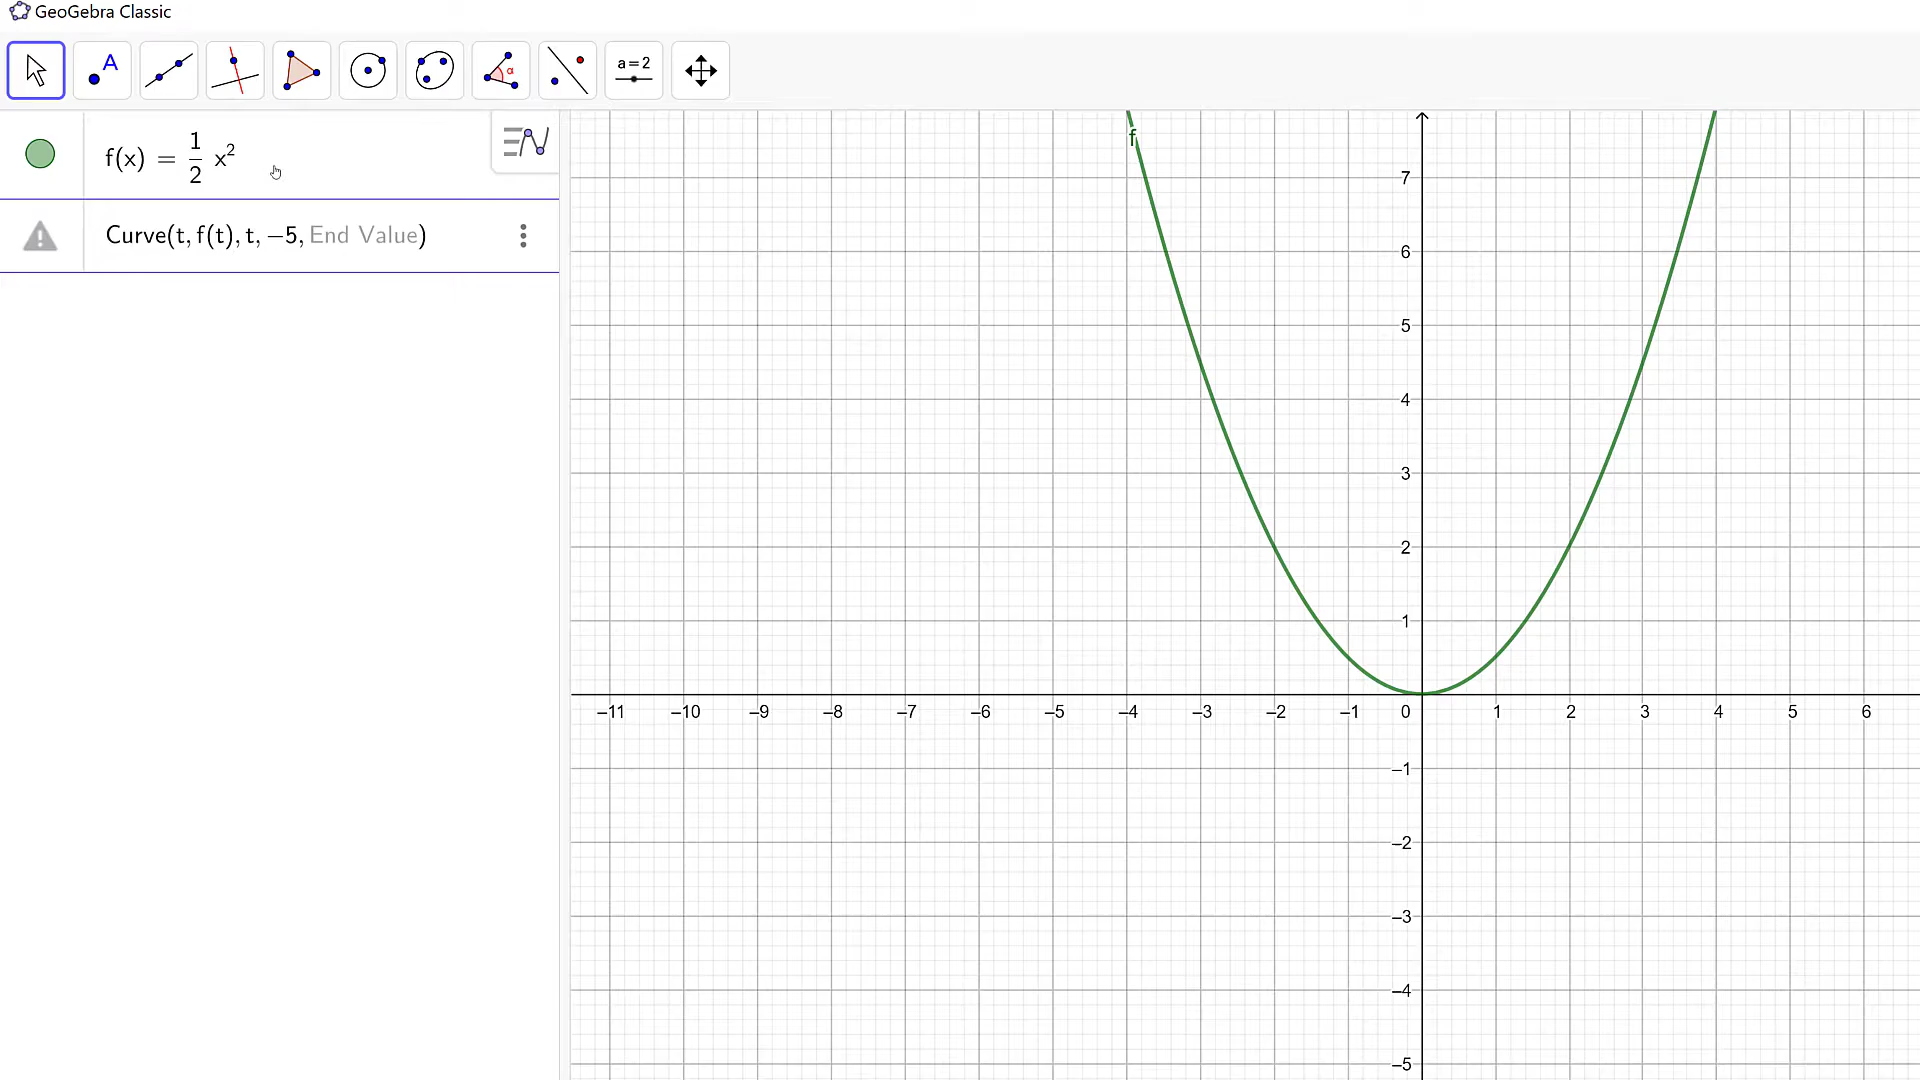 GeoGebra Classic
A
α
a=2
f(x) = 1/2 x²
Curve(t, f(t), t, −5, End Value)
f
7
6
5
4
3
2
1
−11 −10 −9 −8 −7 −6 −5 −4 −3 −2 −1 0 1 2 3 4 5 6
−1
−2
−3
−4
−5